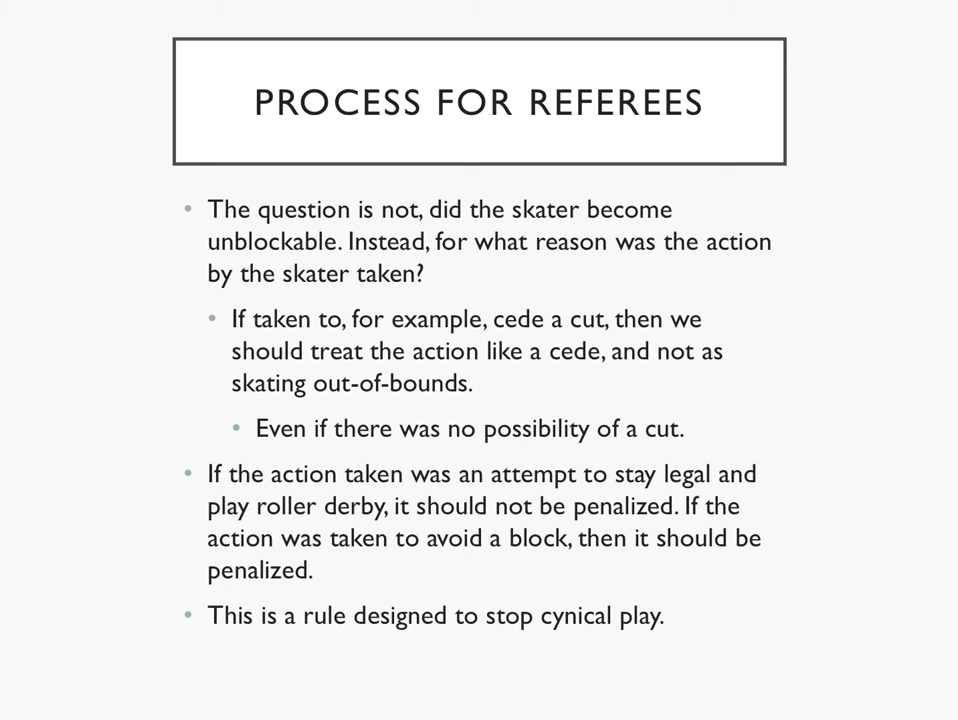 PROCESS FOR REFEREES
• The question is not, did the skater become
unblockable. Instead, for what reason was the action
by the skater taken?
• If taken to, for example, cede a cut, then we
should treat the action like a cede, and not as
skating out-of-bounds.
• Even if there was no possibility of a cut.
• If the action taken was an attempt to stay legal and
play roller derby, it should not be penalized. If the
action was taken to avoid a block, then it should be
penalized.
• This is a rule designed to stop cynical play.